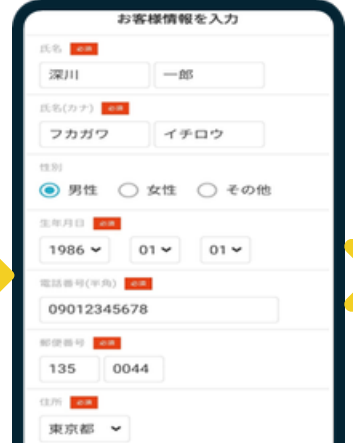 お客様情報を入力
氏名 必須
深川 一郎
氏名(カナ) 必須
フカガワ イチロウ
性別
男性 女性 その他
生年月日 必須
1986 01 01
電話番号(半角) 必須
09012345678
郵便番号 必須
135 0044
住所 必須
東京都